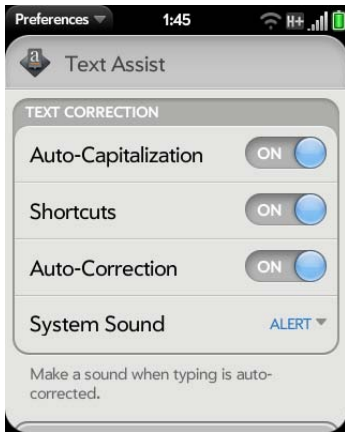 Preferences
1:45
H+
a
Text Assist
TEXT CORRECTION
Auto-Capitalization
ON
Shortcuts
ON
Auto-Correction
ON
System Sound
ALERT
Make a sound when typing is auto-
corrected.